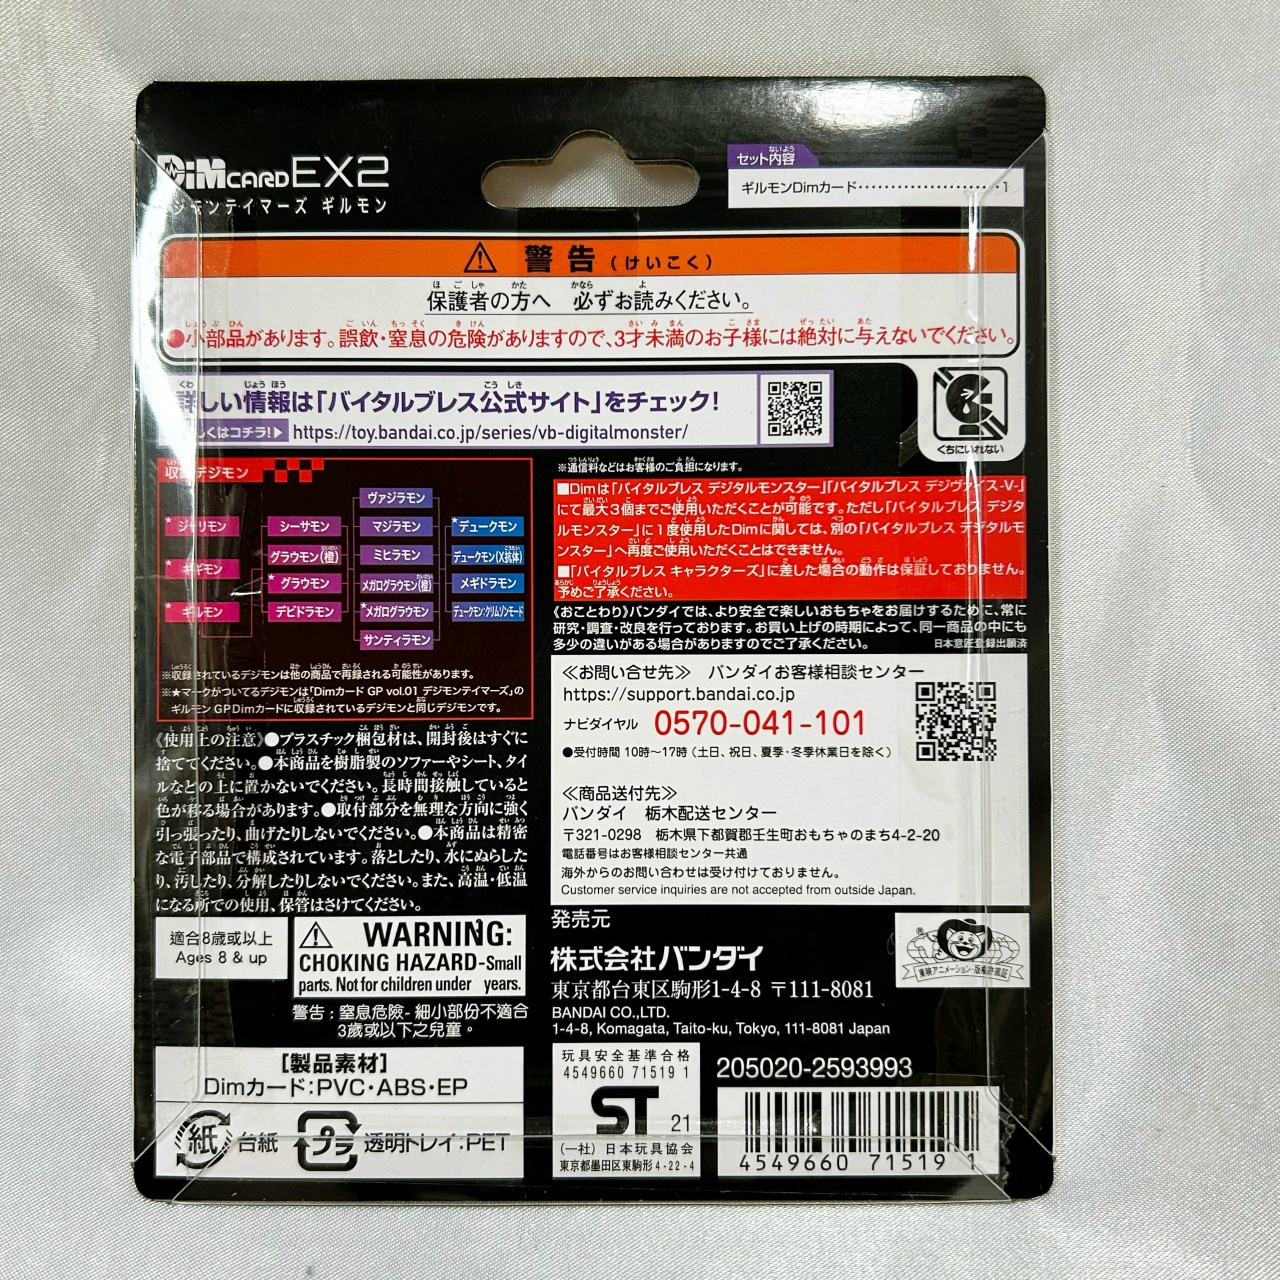 DiMCARDEX2
デジモンテイマーズ ギルモン
セット内容
ギルモンDimカード・・・・・・・・・・・・・・・・・・・・・・1
警告(けいこく)
保護者の方へ 必ずお読みください。
●小部品があります。誤飲・窒息の危険がありますので、3才未満のお子様には絶対に与えないでください。
詳しい情報は「バイタルブレス公式サイト」をチェック!
詳しくはコチラ!▶ https://toy.bandai.co.jp/series/vb-digitalmonster/
くちにいれない
※通信料などはお客様のご負担になります。
収録デジモン
★ジャリモン
★ギギモン
★ギルモン
シーサモン
グラウモン(橙)
★グラウモン
デビドラモン
ヴァジラモン
マジラモン
ミヒラモン
メガログラウモン(橙)
★メガログラウモン
サンティラモン
★デュークモン
デュークモン(X抗体)
メギドラモン
デュークモン:クリムゾンモード
※収録されているデジモンは他の商品で再録される可能性があります。
※★マークがついてるデジモンは「Dimカード GP vol.01 デジモンテイマーズ」の
ギルモン GPDimカードに収録されているデジモンと同じデジモンです。
■Dimは「バイタルブレス デジタルモンスター」「バイタルブレス デジヴァイス-V-」
にて最大3個までご使用いただくことが可能です。ただし「バイタルブレス デジタ
ルモンスター」に1度使用したDimに関しては、別の「バイタルブレス デジタルモ
ンスター」へ再度ご使用いただくことはできません。
■「バイタルブレス キャラクターズ」に差した場合の動作は保証しておりません。
予めご了承ください。
《おことわり》バンダイでは、より安全で楽しいおもちゃをお届けするために、常に
研究・調査・改良を行っております。お買い上げの時期によって、同一商品の中にも
多少の違いがある場合がありますのでご了承ください。
日本意匠登録出願済
《使用上の注意》●プラスチック梱包材は、開封後はすぐに
捨ててください。●本商品を樹脂製のソファーやシート、タイ
ルなどの上に置かないでください。長時間接触していると
色が移る場合があります。●取付部分を無理な方向に強く
引っ張ったり、曲げたりしないでください。●本商品は精密
な電子部品で構成されています。落としたり、水にぬらした
り、汚したり、分解したりしないでください。また、高温・低温
になる所での使用、保管はさけてください。
≪お問い合せ先≫ バンダイお客様相談センター
https://support.bandai.co.jp
ナビダイヤル 0570-041-101
●受付時間 10時〜17時(土日、祝日、夏季・冬季休業日を除く)
≪商品送付先≫
バンダイ 栃木配送センター
〒321-0298 栃木県下都賀郡壬生町おもちゃのまち4-2-20
電話番号はお客様相談センター共通
海外からのお問い合わせは受け付けておりません。
Customer service inquiries are not accepted from outside Japan.
適合8歳或以上
Ages 8 & up
WARNING:
CHOKING HAZARD-Small
parts. Not for children under years.
警告:窒息危險-細小部份不適合
3歲或以下之兒童。
発売元
株式会社バンダイ
東京都台東区駒形1-4-8 〒111-8081
BANDAI CO.,LTD.
1-4-8, Komagata, Taito-ku, Tokyo, 111-8081 Japan
東映アニメーション・版権許諾証
【製品素材】
Dimカード:PVC・ABS・EP
紙 台紙 プラ 透明トレイ:PET
玩具安全基準合格
4549660 71519 1
ST 21
(一社)日本玩具協会
東京都墨田区東駒形4-22-4
205020-2593993
4549660 71519 1